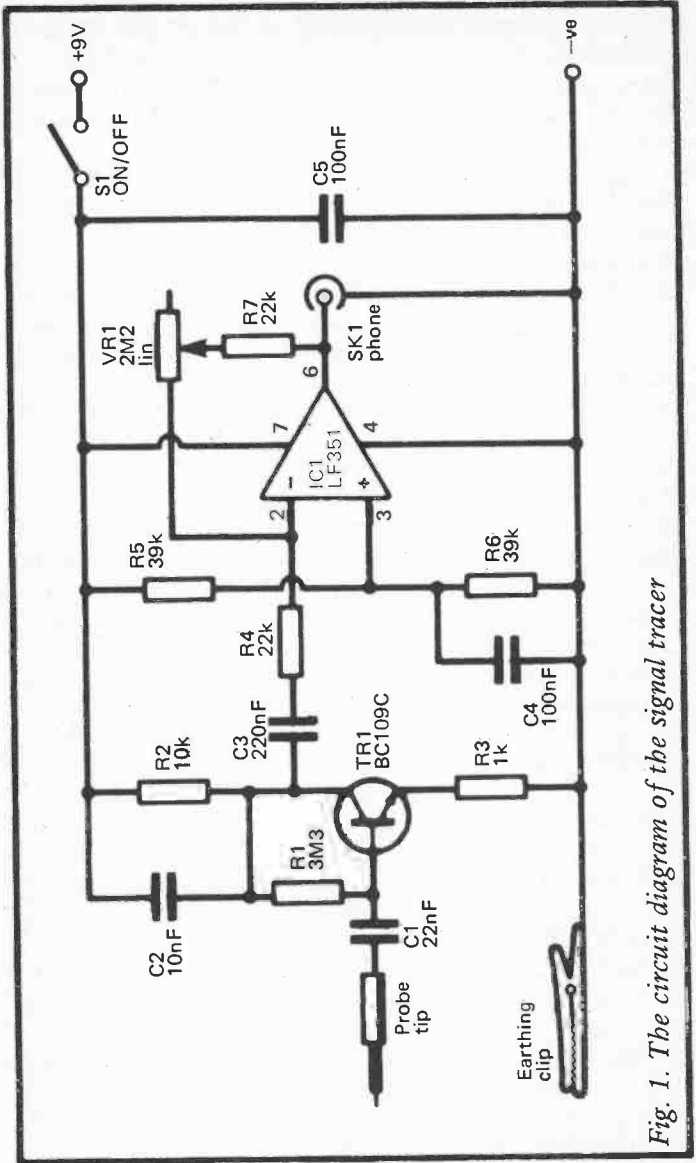 +9V
S1
ON/OFF
C5
100nF
VR1
2M2
lin
R7
22k
SK1
phone
6
7
4
IC1
LF351
−
+
2
3
R5
39k
R6
39k
R4
22k
C4
100nF
C3
220nF
R2
10k
TR1
BC109C
R3
1k
R1
3M3
C2
10nF
C1
22nF
Probe
tip
Earthing
clip
—ve
Fig. 1. The circuit diagram of the signal tracer